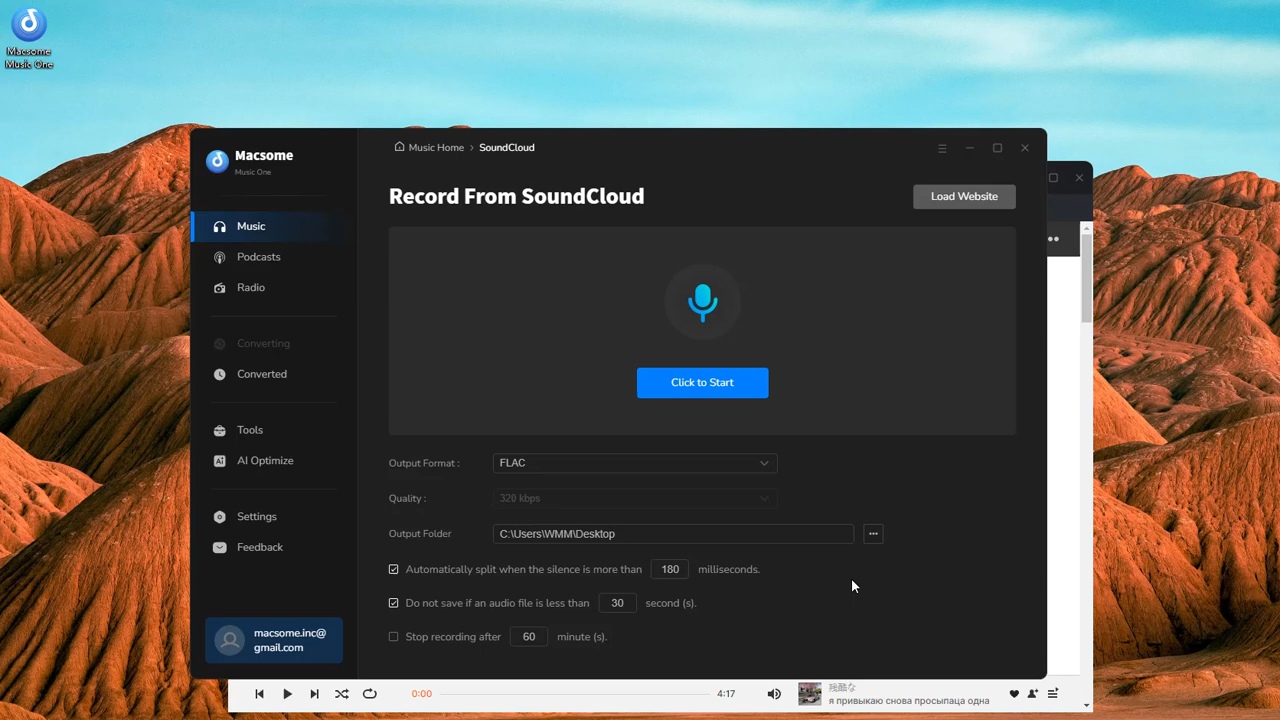 Macsome
Music One
Macsome
Music One
Music
Podcasts
Radio
Converting
Converted
Tools
AI Optimize
Settings
Feedback
macsome.inc@
gmail.com
Music Home › SoundCloud
Record From SoundCloud
Load Website
Click to Start
Output Format : FLAC
Quality : 320 kbps
Output Folder C:\Users\WMM\Desktop
Automatically split when the silence is more than 180 milliseconds.
Do not save if an audio file is less than 30 second (s).
Stop recording after 60 minute (s).
0:00 4:17
残酷な
я привыкаю снова просыпаца одна